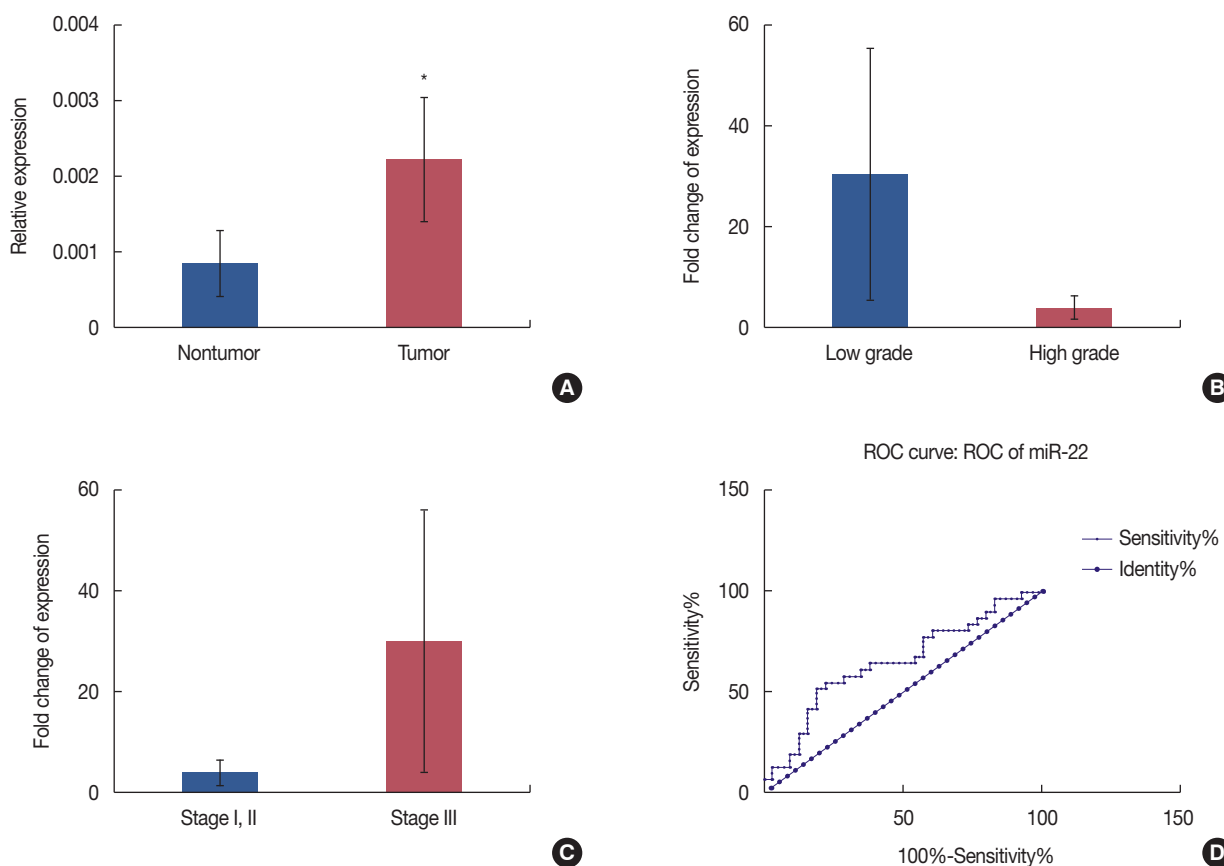 0.004
0.003
0.002
0.001
0
Relative expression
*
Nontumor Tumor
A
60
40
20
0
Fold change of expression
Low grade High grade
B
60
40
20
0
Fold change of expression
Stage I, II Stage III
C
ROC curve: ROC of miR-22
150
100
50
0
Sensitivity%
Sensitivity%
Identity%
50 100 150
100%-Sensitivity%
D